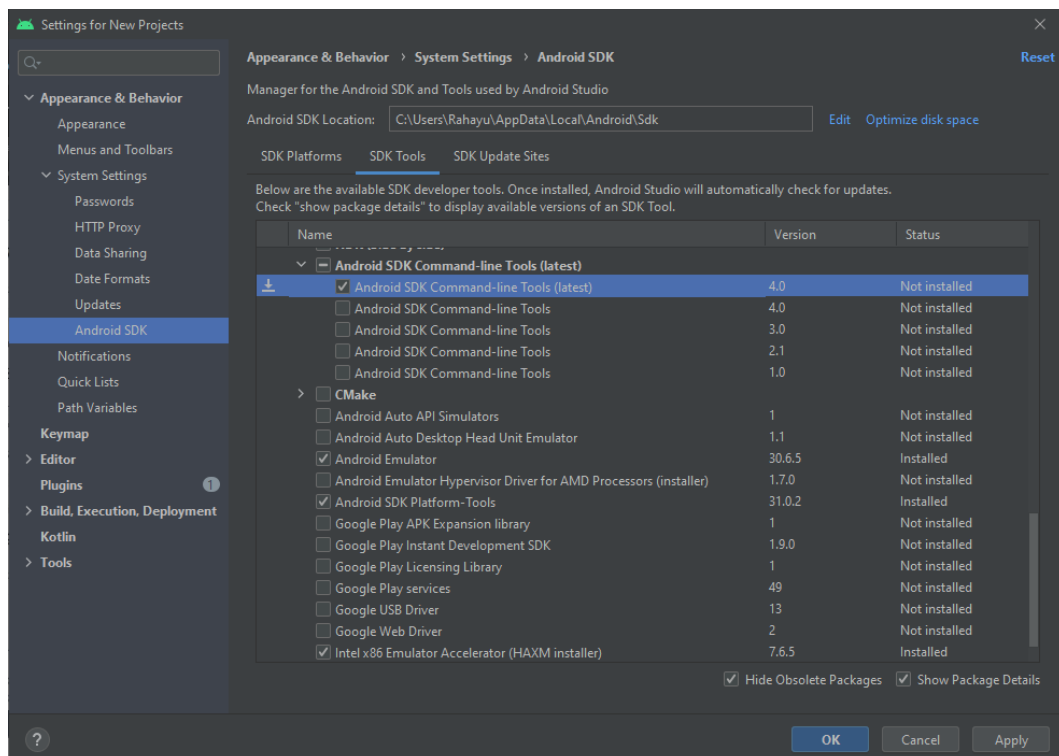 Settings for New Projects
Appearance & Behavior
Appearance
Menus and Toolbars
System Settings
Passwords
HTTP Proxy
Data Sharing
Date Formats
Updates
Android SDK
Notifications
Quick Lists
Path Variables
Keymap
Editor
Plugins 1
Build, Execution, Deployment
Kotlin
Tools
Appearance & Behavior › System Settings › Android SDK Reset
Manager for the Android SDK and Tools used by Android Studio
Android SDK Location: C:\Users\Rahayu\AppData\Local\Android\Sdk Edit Optimize disk space
SDK Platforms SDK Tools SDK Update Sites
Below are the available SDK developer tools. Once installed, Android Studio will automatically check for updates.
Check "show package details" to display available versions of an SDK Tool.
Name Version Status
Android SDK Command-line Tools (latest)
Android SDK Command-line Tools (latest) 4.0 Not installed
Android SDK Command-line Tools 4.0 Not installed
Android SDK Command-line Tools 3.0 Not installed
Android SDK Command-line Tools 2.1 Not installed
Android SDK Command-line Tools 1.0 Not installed
CMake
Android Auto API Simulators 1 Not installed
Android Auto Desktop Head Unit Emulator 1.1 Not installed
Android Emulator 30.6.5 Installed
Android Emulator Hypervisor Driver for AMD Processors (installer) 1.7.0 Not installed
Android SDK Platform-Tools 31.0.2 Installed
Google Play APK Expansion library 1 Not installed
Google Play Instant Development SDK 1.9.0 Not installed
Google Play Licensing Library 1 Not installed
Google Play services 49 Not installed
Google USB Driver 13 Not installed
Google Web Driver 2 Not installed
Intel x86 Emulator Accelerator (HAXM installer) 7.6.5 Installed
Hide Obsolete Packages Show Package Details
? OK Cancel Apply